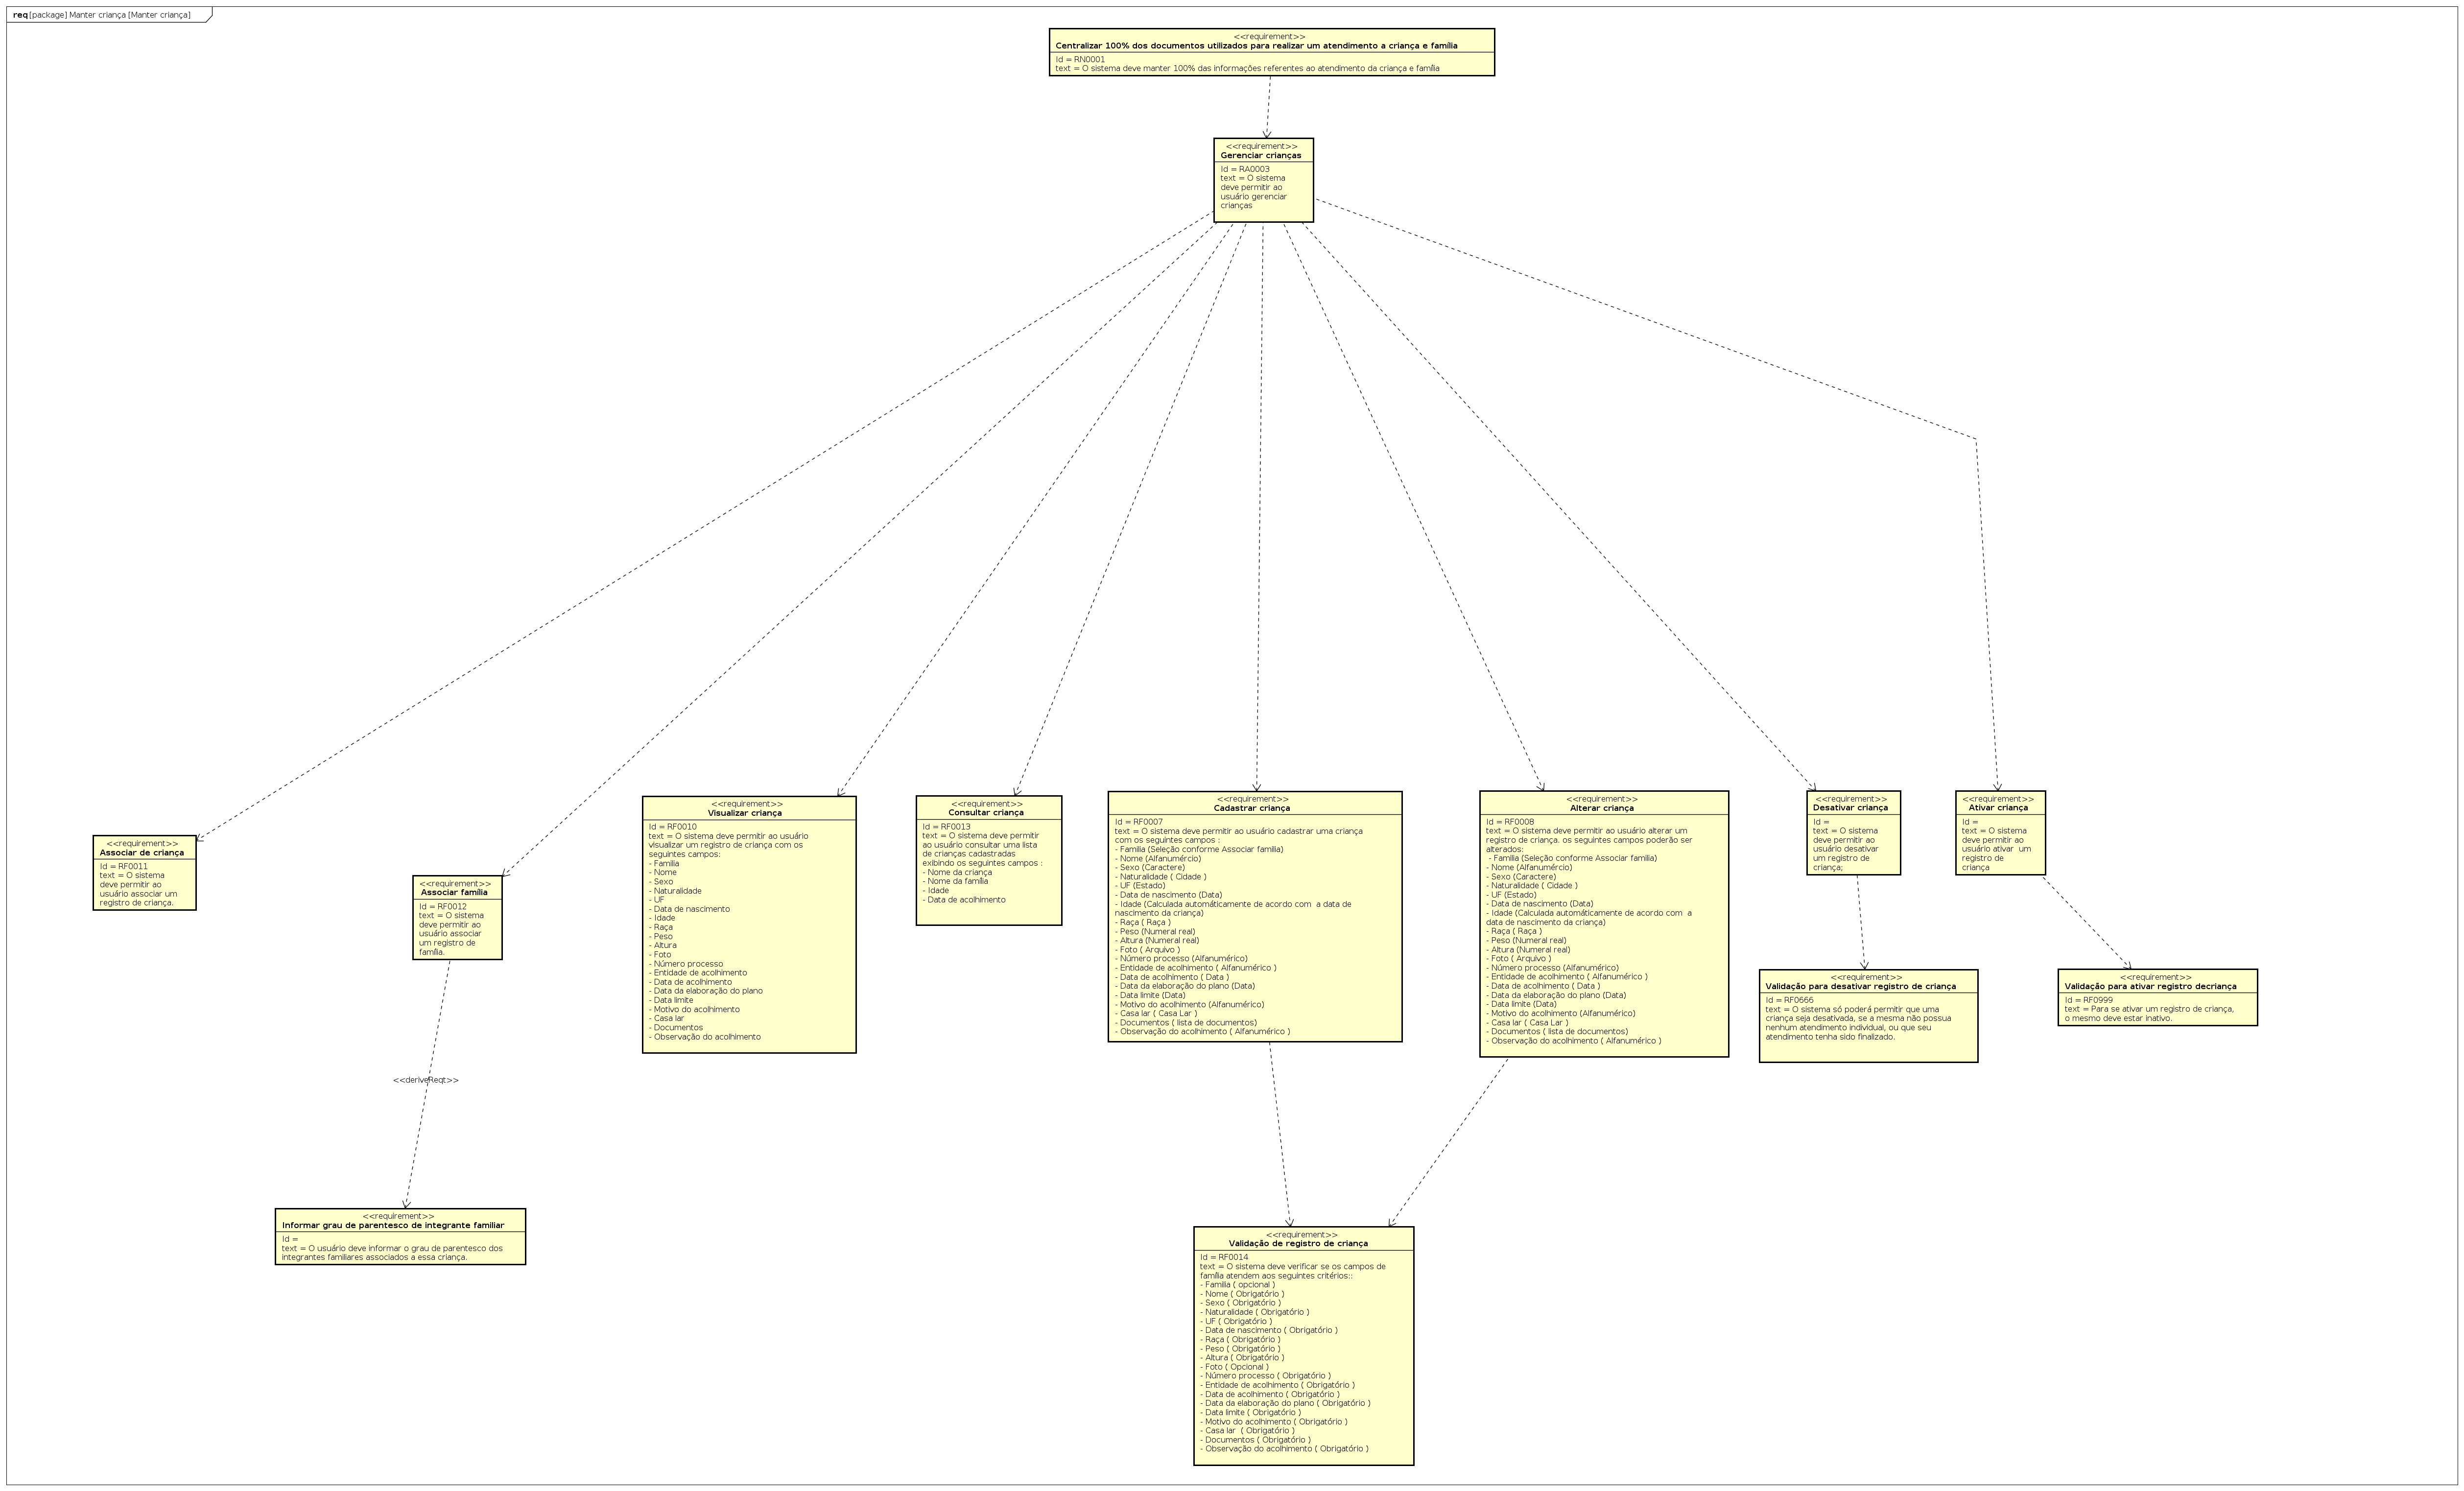 req [package] Manter criança [Manter criança]
<<requirement>>
Centralizar 100% dos documentos utilizados para realizar um atendimento a criança e família
Id = RN0001
text = O sistema deve manter 100% das informações referentes ao atendimento da criança e família
<<requirement>>
Gerenciar crianças
Id = RA0003
text = O sistema
deve permitir ao
usuário gerenciar
crianças
<<requirement>>
Associar de criança
Id = RF0011
text = O sistema
deve permitir ao
usuário associar um
registro de criança.
<<requirement>>
Associar família
Id = RF0012
text = O sistema
deve permitir ao
usuário associar
um registro de
família.
<<requirement>>
Visualizar criança
Id = RF0010
text = O sistema deve permitir ao usuário
visualizar um registro de criança com os
seguintes campos:
- Familia
- Nome
- Sexo
- Naturalidade
- UF
- Data de nascimento
- Idade
- Raça
- Peso
- Altura
- Foto
- Número processo
- Entidade de acolhimento
- Data de acolhimento
- Data da elaboração do plano
- Data limite
- Motivo do acolhimento
- Casa lar
- Documentos
- Observação do acolhimento
<<requirement>>
Consultar criança
Id = RF0013
text = O sistema deve permitir
ao usuário consultar uma lista
de crianças cadastradas
exibindo os seguintes campos :
- Nome da criança
- Nome da família
- Idade
- Data de acolhimento
<<requirement>>
Cadastrar criança
Id = RF0007
text = O sistema deve permitir ao usuário cadastrar uma criança
com os seguintes campos :
- Familia (Seleção conforme Associar familia)
- Nome (Alfanumércio)
- Sexo (Caractere)
- Naturalidade ( Cidade )
- UF (Estado)
- Data de nascimento (Data)
- Idade (Calculada automáticamente de acordo com  a data de
nascimento da criança)
- Raça ( Raça )
- Peso (Numeral real)
- Altura (Numeral real)
- Foto ( Arquivo )
- Número processo (Alfanumérico)
- Entidade de acolhimento ( Alfanumérico )
- Data de acolhimento ( Data )
- Data da elaboração do plano (Data)
- Data limite (Data)
- Motivo do acolhimento (Alfanumérico)
- Casa lar ( Casa Lar )
- Documentos ( lista de documentos)
- Observação do acolhimento ( Alfanumérico )
<<requirement>>
Alterar criança
Id = RF0008
text = O sistema deve permitir ao usuário alterar um
registro de criança. os seguintes campos poderão ser
alterados:
- Familia (Seleção conforme Associar familia)
- Nome (Alfanumércio)
- Sexo (Caractere)
- Naturalidade ( Cidade )
- UF (Estado)
- Data de nascimento (Data)
- Idade (Calculada automáticamente de acordo com  a
data de nascimento da criança)
- Raça ( Raça )
- Peso (Numeral real)
- Altura (Numeral real)
- Foto ( Arquivo )
- Número processo (Alfanumérico)
- Entidade de acolhimento ( Alfanumérico )
- Data de acolhimento ( Data )
- Data da elaboração do plano (Data)
- Data limite (Data)
- Motivo do acolhimento (Alfanumérico)
- Casa lar ( Casa Lar )
- Documentos ( lista de documentos)
- Observação do acolhimento ( Alfanumérico )
<<requirement>>
Desativar criança
Id =
text = O sistema
deve permitir ao
usuário desativar
um registro de
criança;
<<requirement>>
Ativar criança
Id =
text = O sistema
deve permitir ao
usuário ativar  um
registro de
criança
<<requirement>>
Validação para desativar registro de criança
Id = RF0666
text = O sistema só poderá permitir que uma
criança seja desativada, se a mesma não possua
nenhum atendimento individual, ou que seu
atendimento tenha sido finalizado.
<<requirement>>
Validação para ativar registro decriança
Id = RF0999
text = Para se ativar um registro de criança,
o mesmo deve estar inativo.
<<deriveReqt>>
<<requirement>>
Informar grau de parentesco de integrante familiar
Id =
text = O usuário deve informar o grau de parentesco dos
integrantes familiares associados a essa criança.
<<requirement>>
Validação de registro de criança
Id = RF0014
text = O sistema deve verificar se os campos de
família atendem aos seguintes critérios::
- Familia ( opcional )
- Nome ( Obrigatório )
- Sexo ( Obrigatório )
- Naturalidade ( Obrigatório )
- UF ( Obrigatório )
- Data de nascimento ( Obrigatório )
- Raça ( Obrigatório )
- Peso ( Obrigatório )
- Altura ( Obrigatório )
- Foto ( Opcional )
- Número processo ( Obrigatório )
- Entidade de acolhimento ( Obrigatório )
- Data de acolhimento ( Obrigatório )
- Data da elaboração do plano ( Obrigatório )
- Data limite ( Obrigatório )
- Motivo do acolhimento ( Obrigatório )
- Casa lar  ( Obrigatório )
- Documentos ( Obrigatório )
- Observação do acolhimento ( Obrigatório )